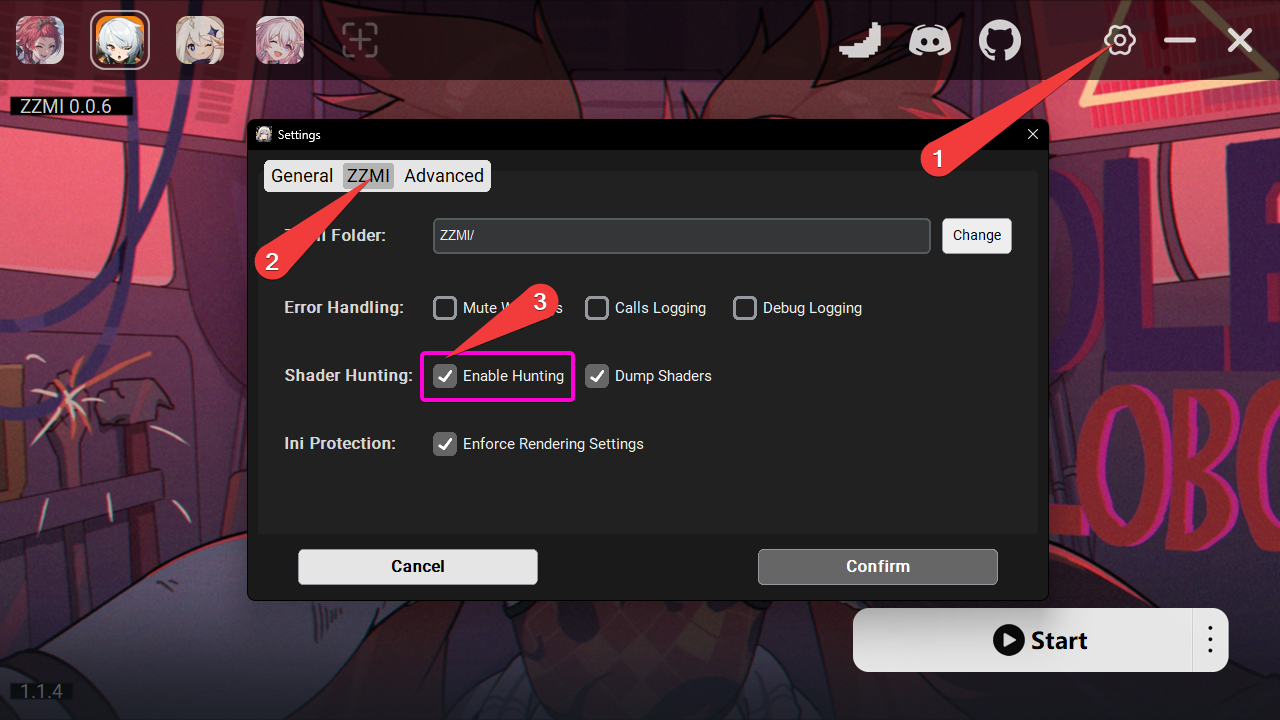 ZZMI 0.0.6
Settings
1
General ZZMI Advanced
Folder: ZZMI/ Change
2
Error Handling: Mute Calls Logging Debug Logging
3
Shader Hunting: Enable Hunting Dump Shaders
Ini Protection: Enforce Rendering Settings
Cancel Confirm
Start
1.1.4